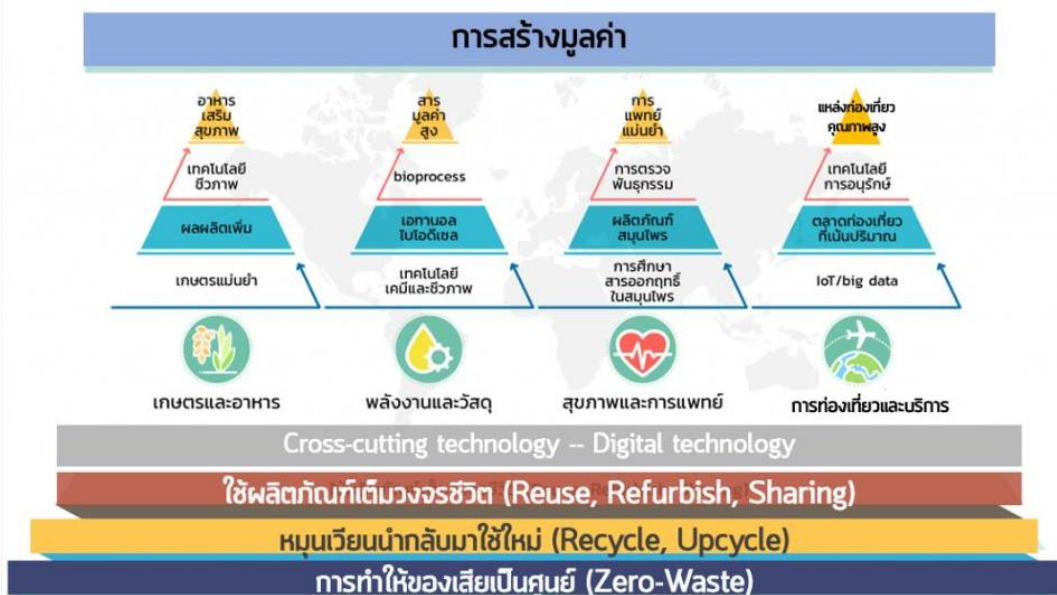 การสร้างมูลค่า
อาหาร
เสริม
สุขภาพ
เทคโนโลยี
ชีวภาพ
ผลผลิตเพิ่ม
เกษตรแม่นยำ
เกษตรและอาหาร
สาร
มูลค่า
สูง
bioprocess
เอทานอล
ไบโอดีเซล
เทคโนโลยี
เคมีและชีวภาพ
พลังงานและวัสดุ
การ
แพทย์
แม่นยำ
การตรวจ
พันธุกรรม
ผลิตภัณฑ์
สมุนไพร
การศึกษา
สารออกฤทธิ์
ในสมุนไพร
สุขภาพและการแพทย์
แหล่งท่องเที่ยว
คุณภาพสูง
เทคโนโลยี
การอนุรักษ์
ตลาดท่องเที่ยว
ที่เน้นปริมาณ
IoT/big data
การท่องเที่ยวและบริการ
Cross-cutting technology -- Digital technology
ใช้ผลิตภัณฑ์เต็มวงจรชีวิต (Reuse, Refurbish, Sharing)
หมุนเวียนนำกลับมาใช้ใหม่ (Recycle, Upcycle)
การทำให้ของเสียเป็นศูนย์ (Zero-Waste)